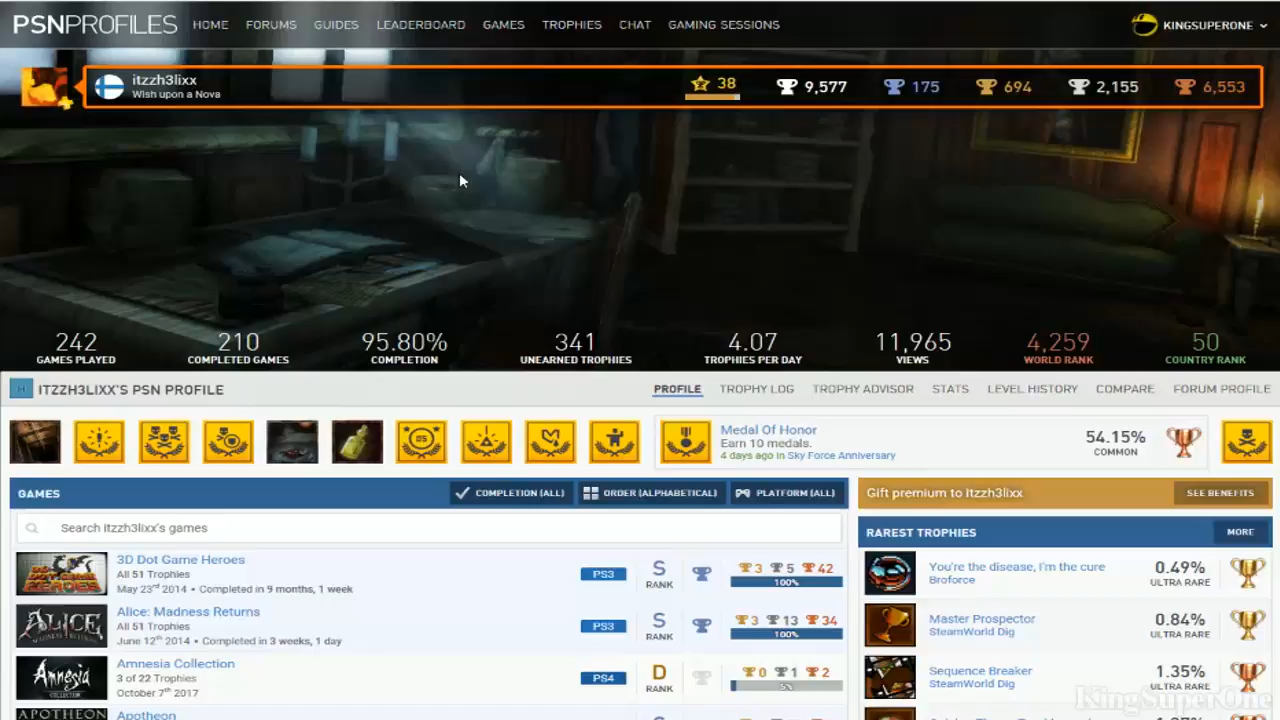 PSNPROFILES HOME FORUMS GUIDES LEADERBOARD GAMES TROPHIES CHAT GAMING SESSIONS KINGSUPERONE
itzzh3lixx
Wish upon a Nova
38 9,577 175 694 2,155 6,553
242 210 95.80% 341 4.07 11,965 4,259 50
GAMES PLAYED COMPLETED GAMES COMPLETION UNEARNED TROPHIES TROPHIES PER DAY VIEWS WORLD RANK COUNTRY RANK
ITZZH3LIXX'S PSN PROFILE PROFILE TROPHY LOG TROPHY ADVISOR STATS LEVEL HISTORY COMPARE FORUM PROFILE
Medal Of Honor
Earn 10 medals.
4 days ago in Sky Force Anniversary
54.15%
COMMON
GAMES COMPLETION (ALL) ORDER (ALPHABETICAL) PLATFORM (ALL)
Search itzzh3lixx's games
3D Dot Game Heroes
All 51 Trophies
May 23rd 2014 • Completed in 9 months, 1 week
PS3 S RANK 3 5 42
100%
Alice: Madness Returns
All 51 Trophies
June 12th 2014 • Completed in 3 weeks, 1 day
PS3 S RANK 3 13 34
100%
Amnesia Collection
3 of 22 Trophies
October 7th 2017
PS4 D RANK 0 1 2
5%
Apotheon
Gift premium to itzzh3lixx SEE BENEFITS
RAREST TROPHIES MORE
You're the disease, I'm the cure
Broforce
0.49%
ULTRA RARE
Master Prospector
SteamWorld Dig
0.84%
ULTRA RARE
Sequence Breaker
SteamWorld Dig
1.35%
ULTRA RARE
KingSuperOne